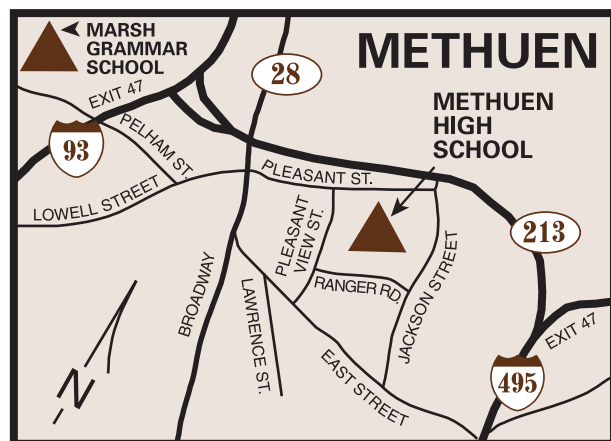 MARSH
GRAMMAR
SCHOOL
METHUEN
28
EXIT 47
METHUEN
HIGH
SCHOOL
93
PELHAM ST.
PLEASANT ST.
LOWELL STREET
PLEASANT
VIEW ST.
213
RANGER RD.
JACKSON STREET
BROADWAY
LAWRENCE ST.
EXIT 47
EAST STREET
495
N